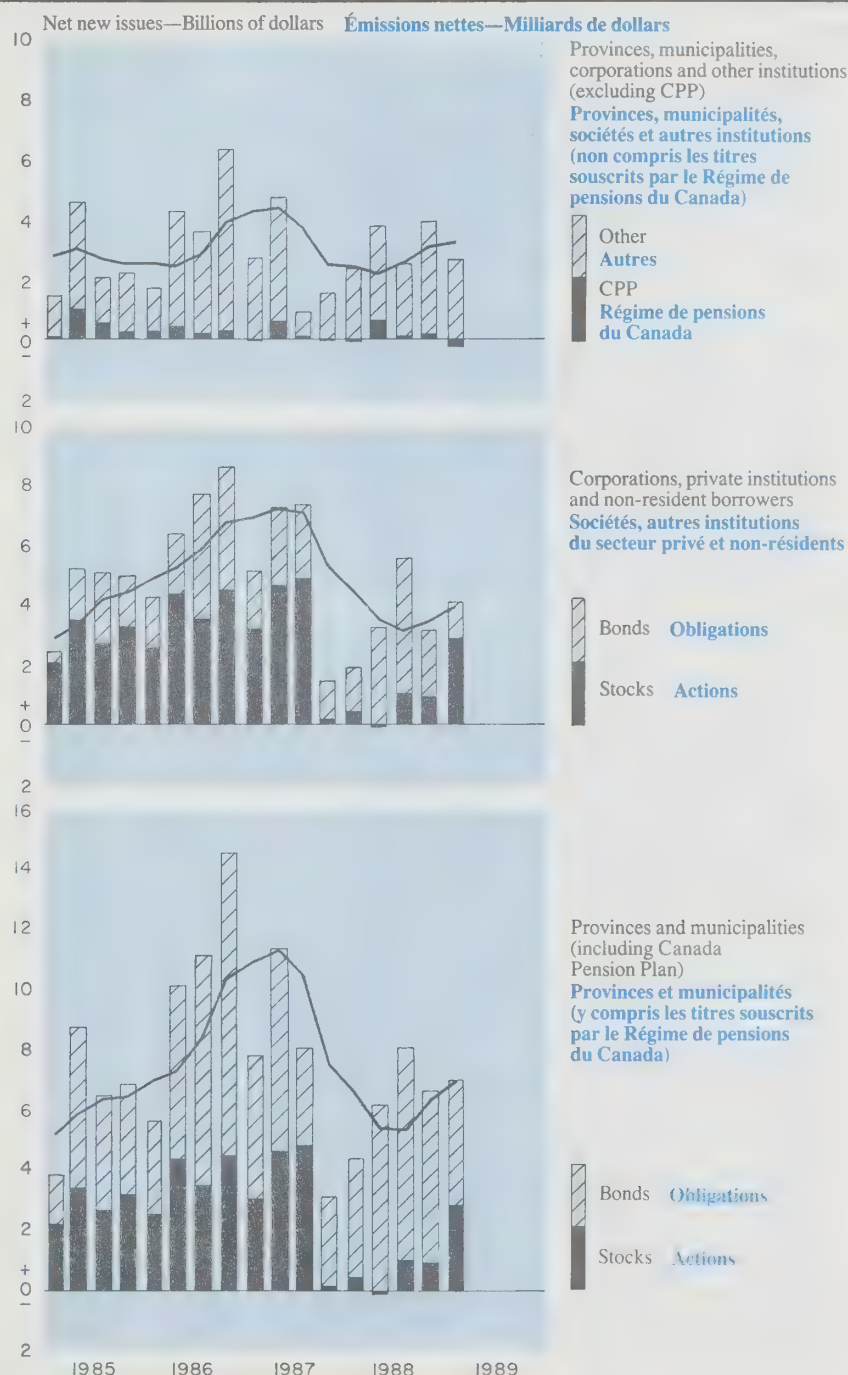 Net new issues—Billions of dollars Émissions nettes—Milliards de dollars
10
8
6
4
2
+
0
–
2
Provinces, municipalities,
corporations and other institutions
(excluding CPP)
Provinces, municipalités,
sociétés et autres institutions
(non compris les titres
souscrits par le Régime de
pensions du Canada)
Other
Autres
CPP
Régime de pensions
du Canada
10
8
6
4
2
+
0
–
2
Corporations, private institutions
and non-resident borrowers
Sociétés, autres institutions
du secteur privé et non-résidents
Bonds Obligations
Stocks Actions
16
14
12
10
8
6
4
2
+
0
–
2
Provinces and municipalities
(including Canada
Pension Plan)
Provinces et municipalités
(y compris les titres souscrits
par le Régime de pensions
du Canada)
Bonds Obligations
Stocks Actions
1985 1986 1987 1988 1989